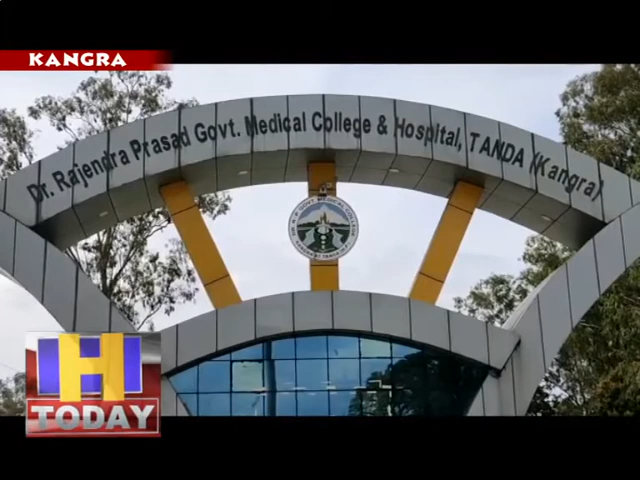 KANGRA
Dr. Rajendra Prasad Govt. Medical College & Hospital, TANDA (Kangra)
H
TODAY